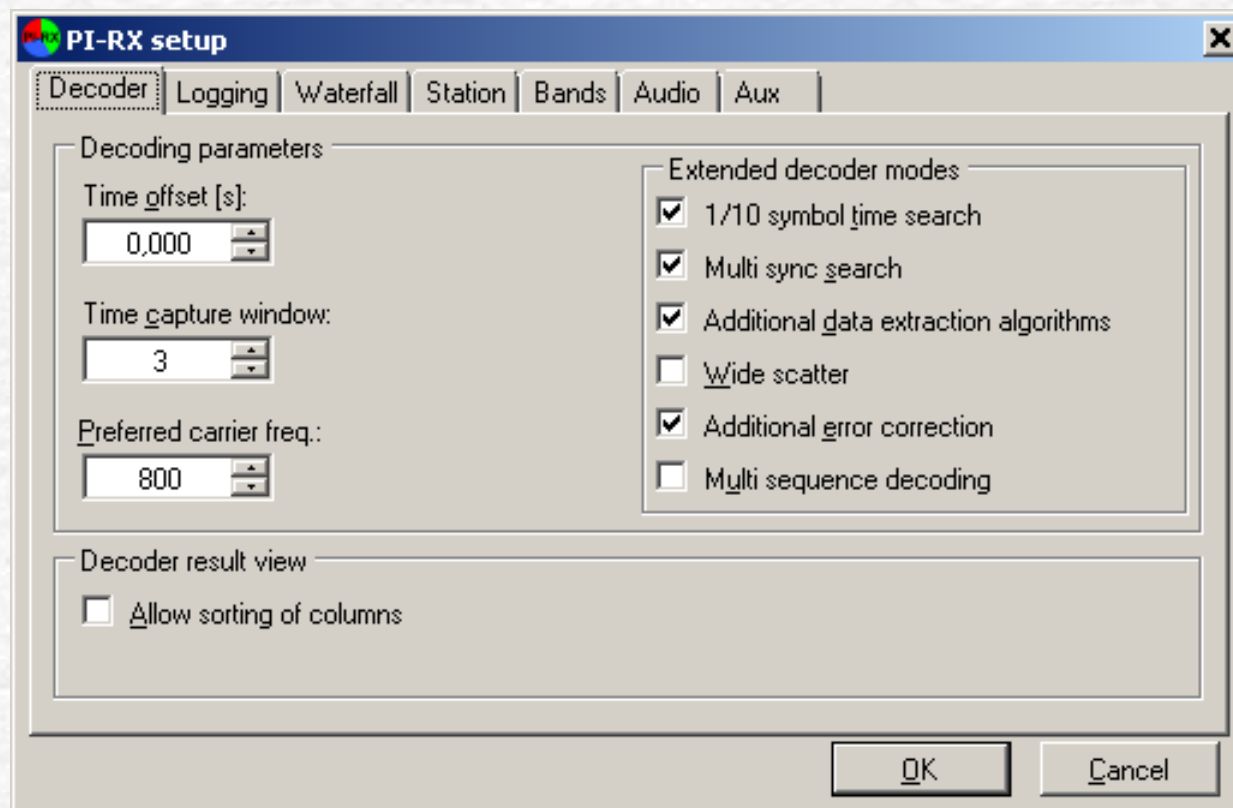 PI-RX PI-RX setup
Decoder Logging Waterfall Station Bands Audio Aux
Decoding parameters
Time offset [s]:
0,000
Time capture window:
3
Preferred carrier freq.:
800
Extended decoder modes
1/10 symbol time search
Multi sync search
Additional data extraction algorithms
Wide scatter
Additional error correction
Multi sequence decoding
Decoder result view
Allow sorting of columns
OK Cancel